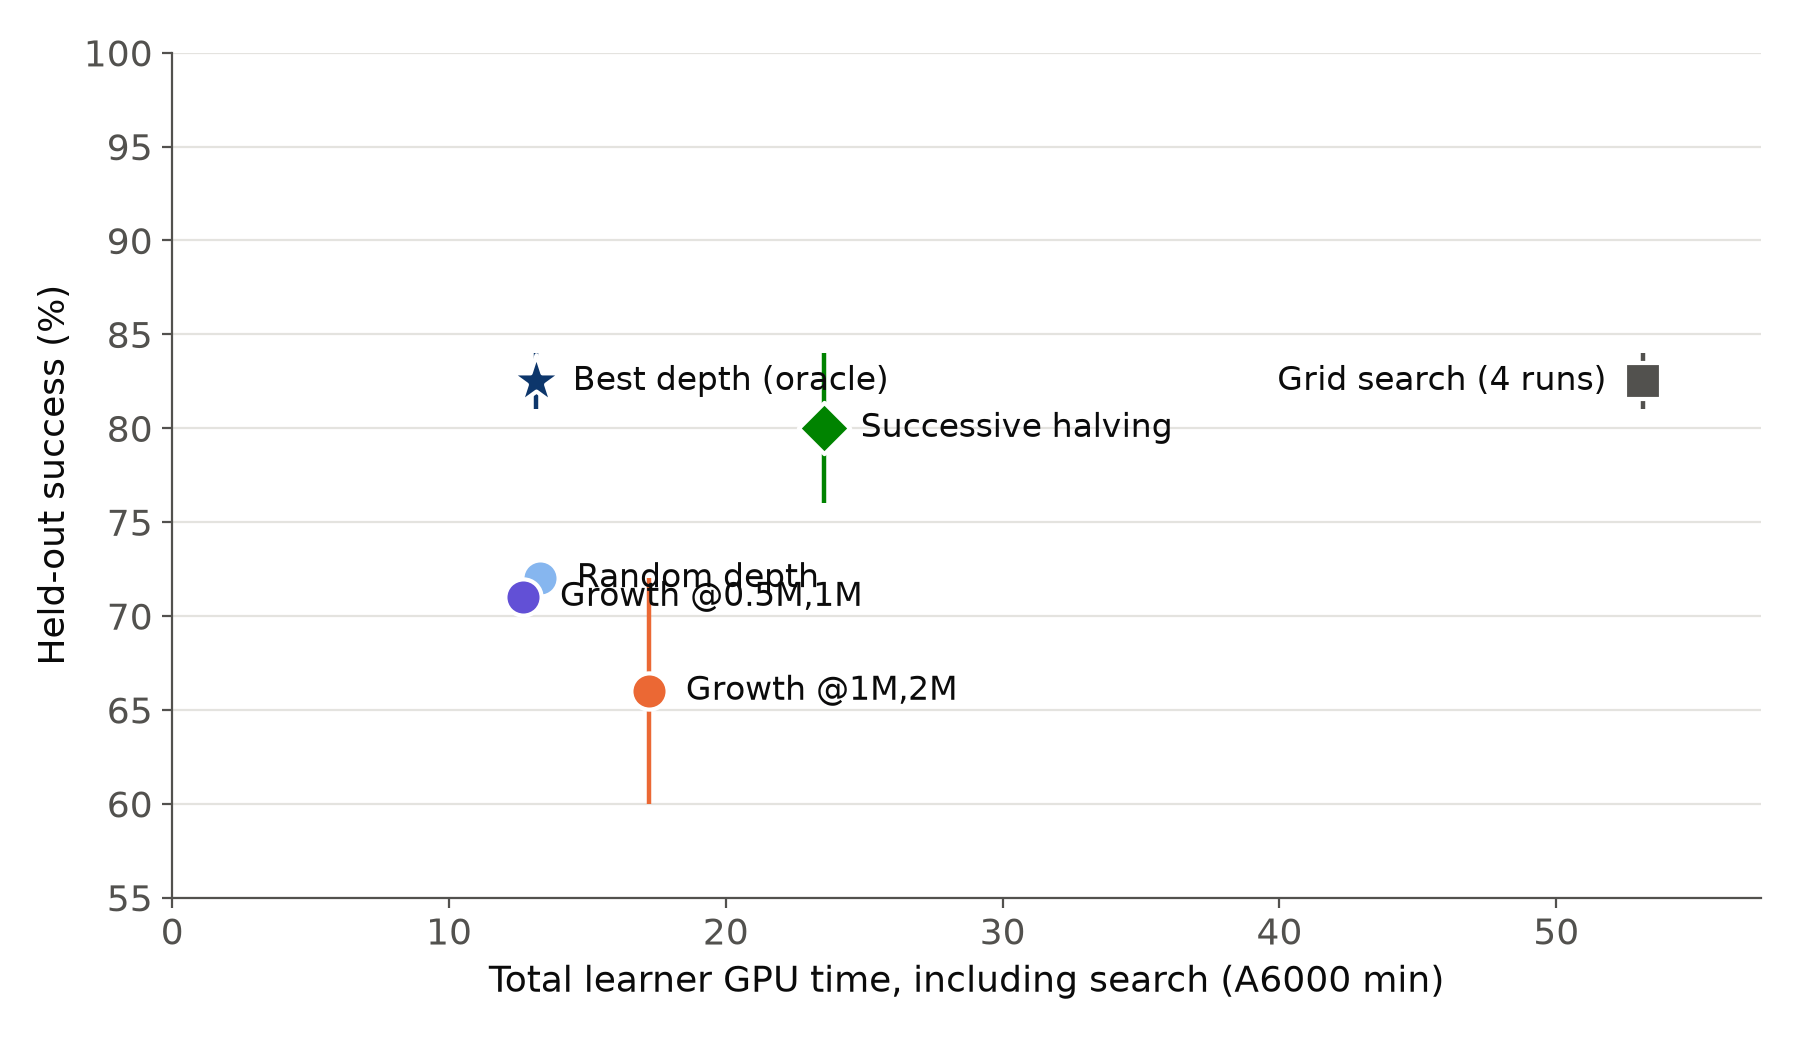 100
95
90
85
80
75
70
65
60
55
Held-out success (%)
Best depth (oracle)
Grid search (4 runs)
Successive halving
Random depth
Growth @0.5M,1M
Growth @1M,2M
0 10 20 30 40 50
Total learner GPU time, including search (A6000 min)